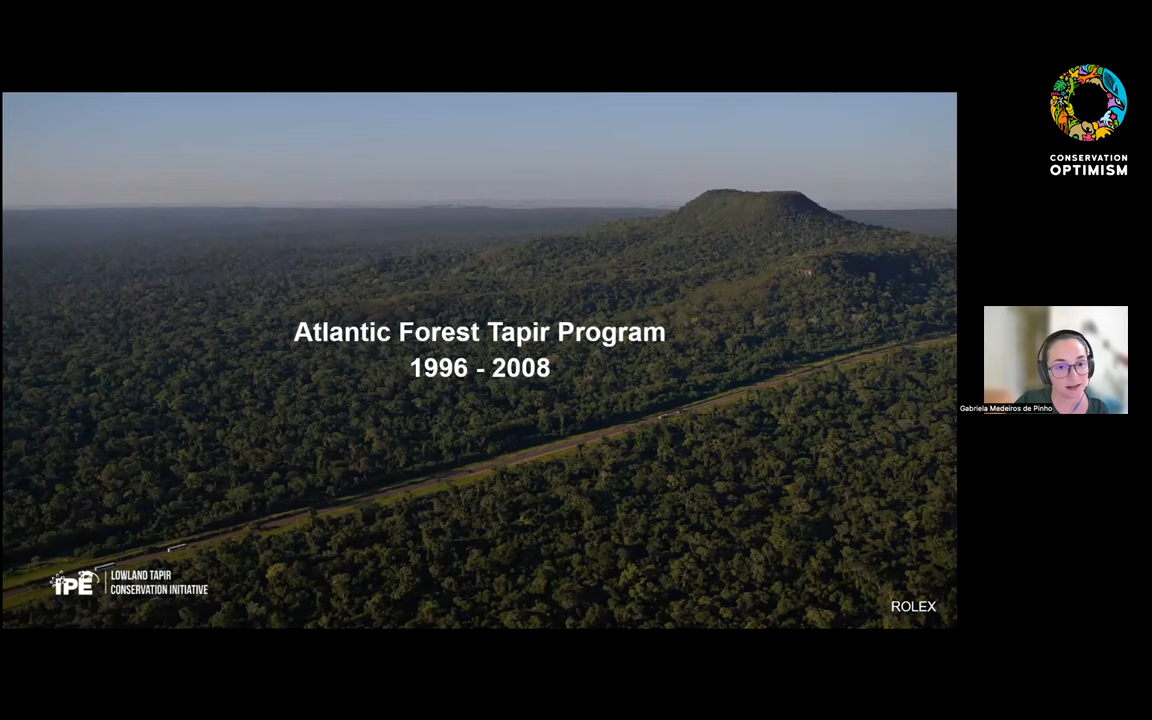 CONSERVATION
OPTIMISM
Atlantic Forest Tapir Program
1996 - 2008
Gabriela Medeiros de Pinho
IPÊ
LOWLAND TAPIR
CONSERVATION INITIATIVE
ROLEX